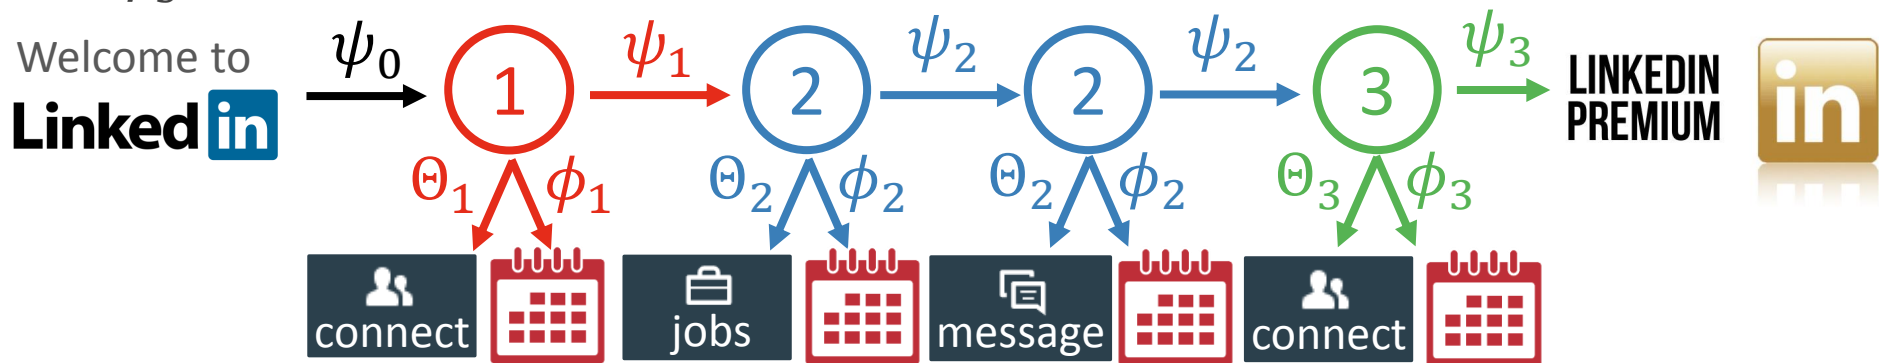 Welcome to
Linked in
ψ0
1
ψ1
2
ψ2
2
ψ2
3
ψ3
LINKEDIN
PREMIUM
in
Θ1
ϕ1
Θ2
ϕ2
Θ2
ϕ2
Θ3
ϕ3
connect
jobs
message
connect